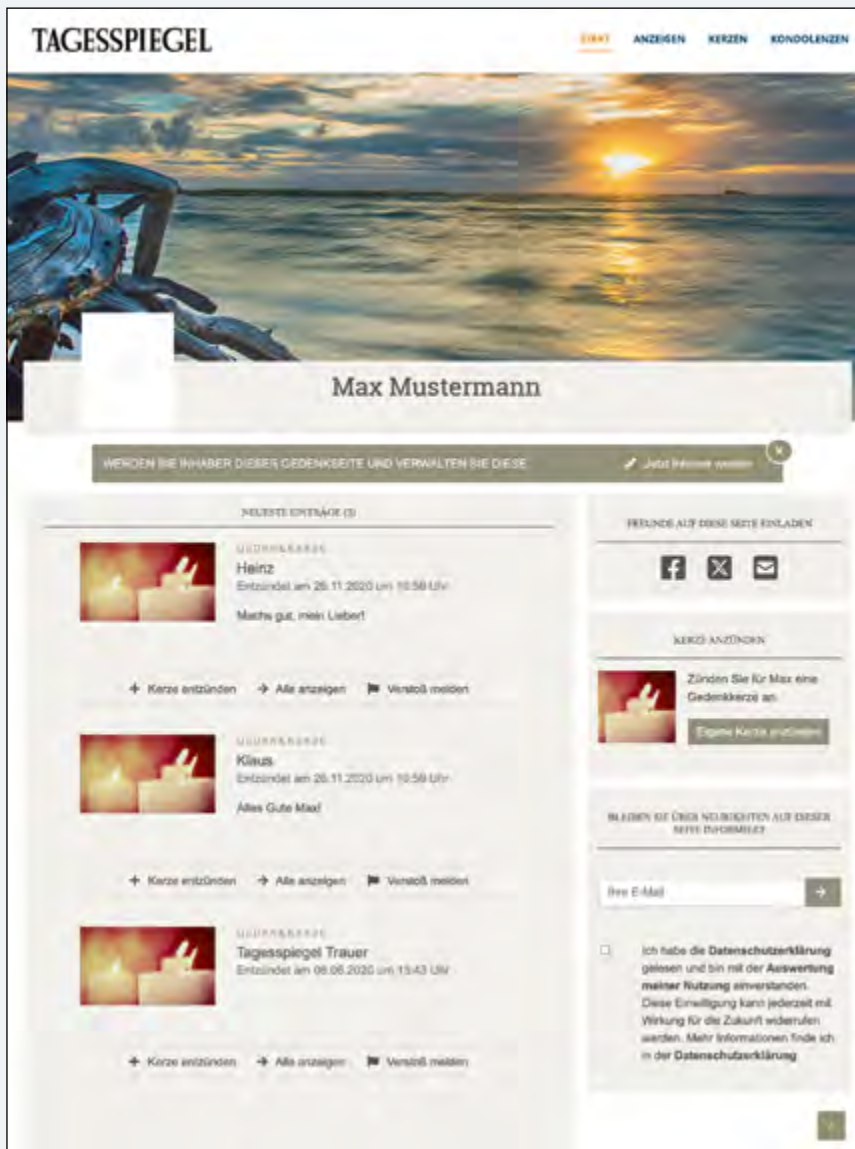 TAGESSPIEGEL
START ANZEIGEN KERZEN KONDOLENZEN
Max Mustermann
WERDEN SIE INHABER DIESER GEDENKSEITE UND VERWALTEN SIE DIESE
Jetzt Inhaber werden
NEUESTE EINTRÄGE (3)
GEDENKKERZE
Heinz
Entzündet am 26.11.2020 um 10:58 Uhr
Machs gut, mein Lieber!
Kerze entzünden Alle anzeigen Verstoß melden
GEDENKKERZE
Klaus
Entzündet am 26.11.2020 um 10:56 Uhr
Alles Gute Max!
Kerze entzünden Alle anzeigen Verstoß melden
GEDENKKERZE
Tagesspiegel Trauer
Entzündet am 08.06.2020 um 15:43 Uhr
Kerze entzünden Alle anzeigen Verstoß melden
FREUNDE AUF DIESE SEITE EINLADEN
KERZE ANZÜNDEN
Zünden Sie für Max eine
Gedenkkerze an.
Eigene Kerze anzünden
BLEIBEN SIE ÜBER NEUIGKEITEN AUF DIESER
SEITE INFORMIERT
Ihre E-Mail
Ich habe die Datenschutzerklärung
gelesen und bin mit der Auswertung
meiner Nutzung einverstanden.
Diese Einwilligung kann jederzeit mit
Wirkung für die Zukunft widerrufen
werden. Mehr Informationen finde ich
in der Datenschutzerklärung